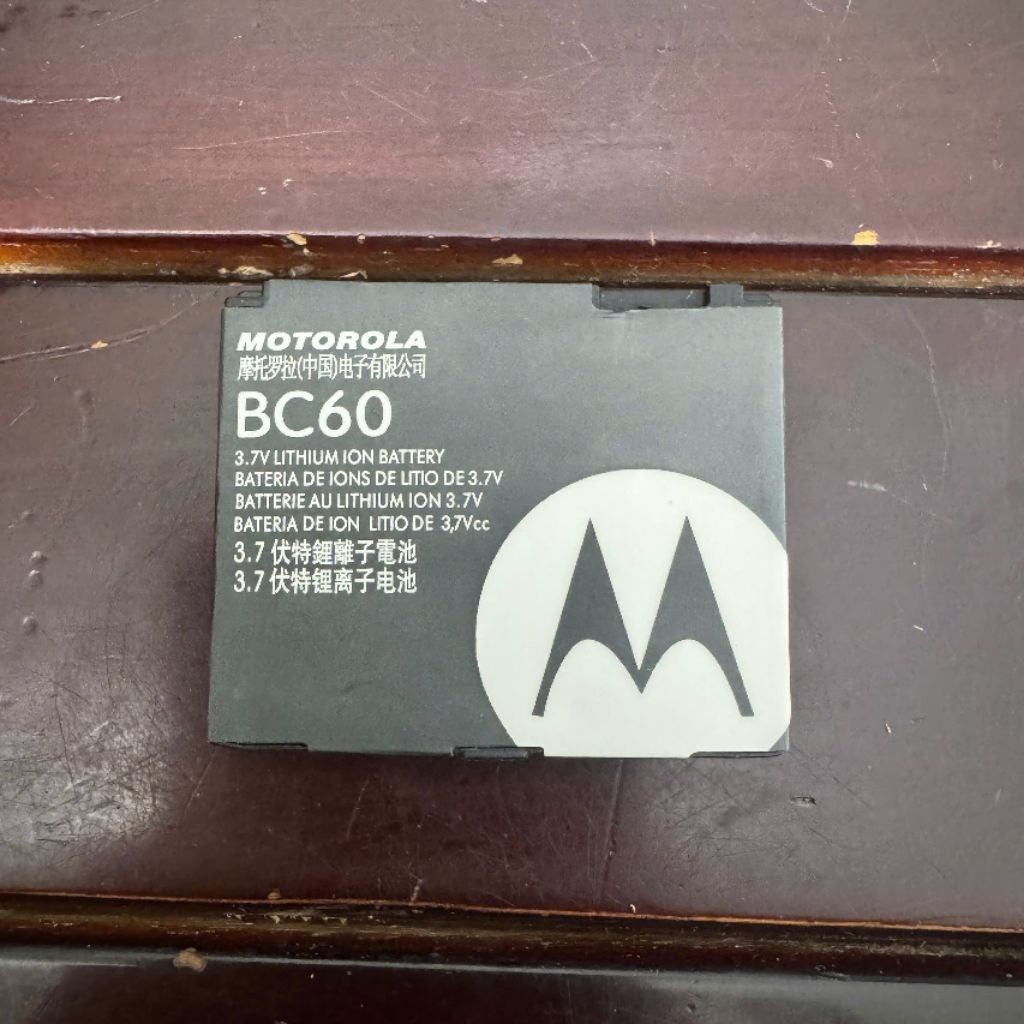 MOTOROLA
摩托罗拉(中国)电子有限公司
BC60
3.7V LITHIUM ION BATTERY
BATERIA DE IONS DE LITIO DE 3.7V
BATTERIE AU LITHIUM ION 3.7V
BATERIA DE ION LITIO DE 3,7Vcc
3.7 伏特鋰離子電池
3.7 伏特锂离子电池